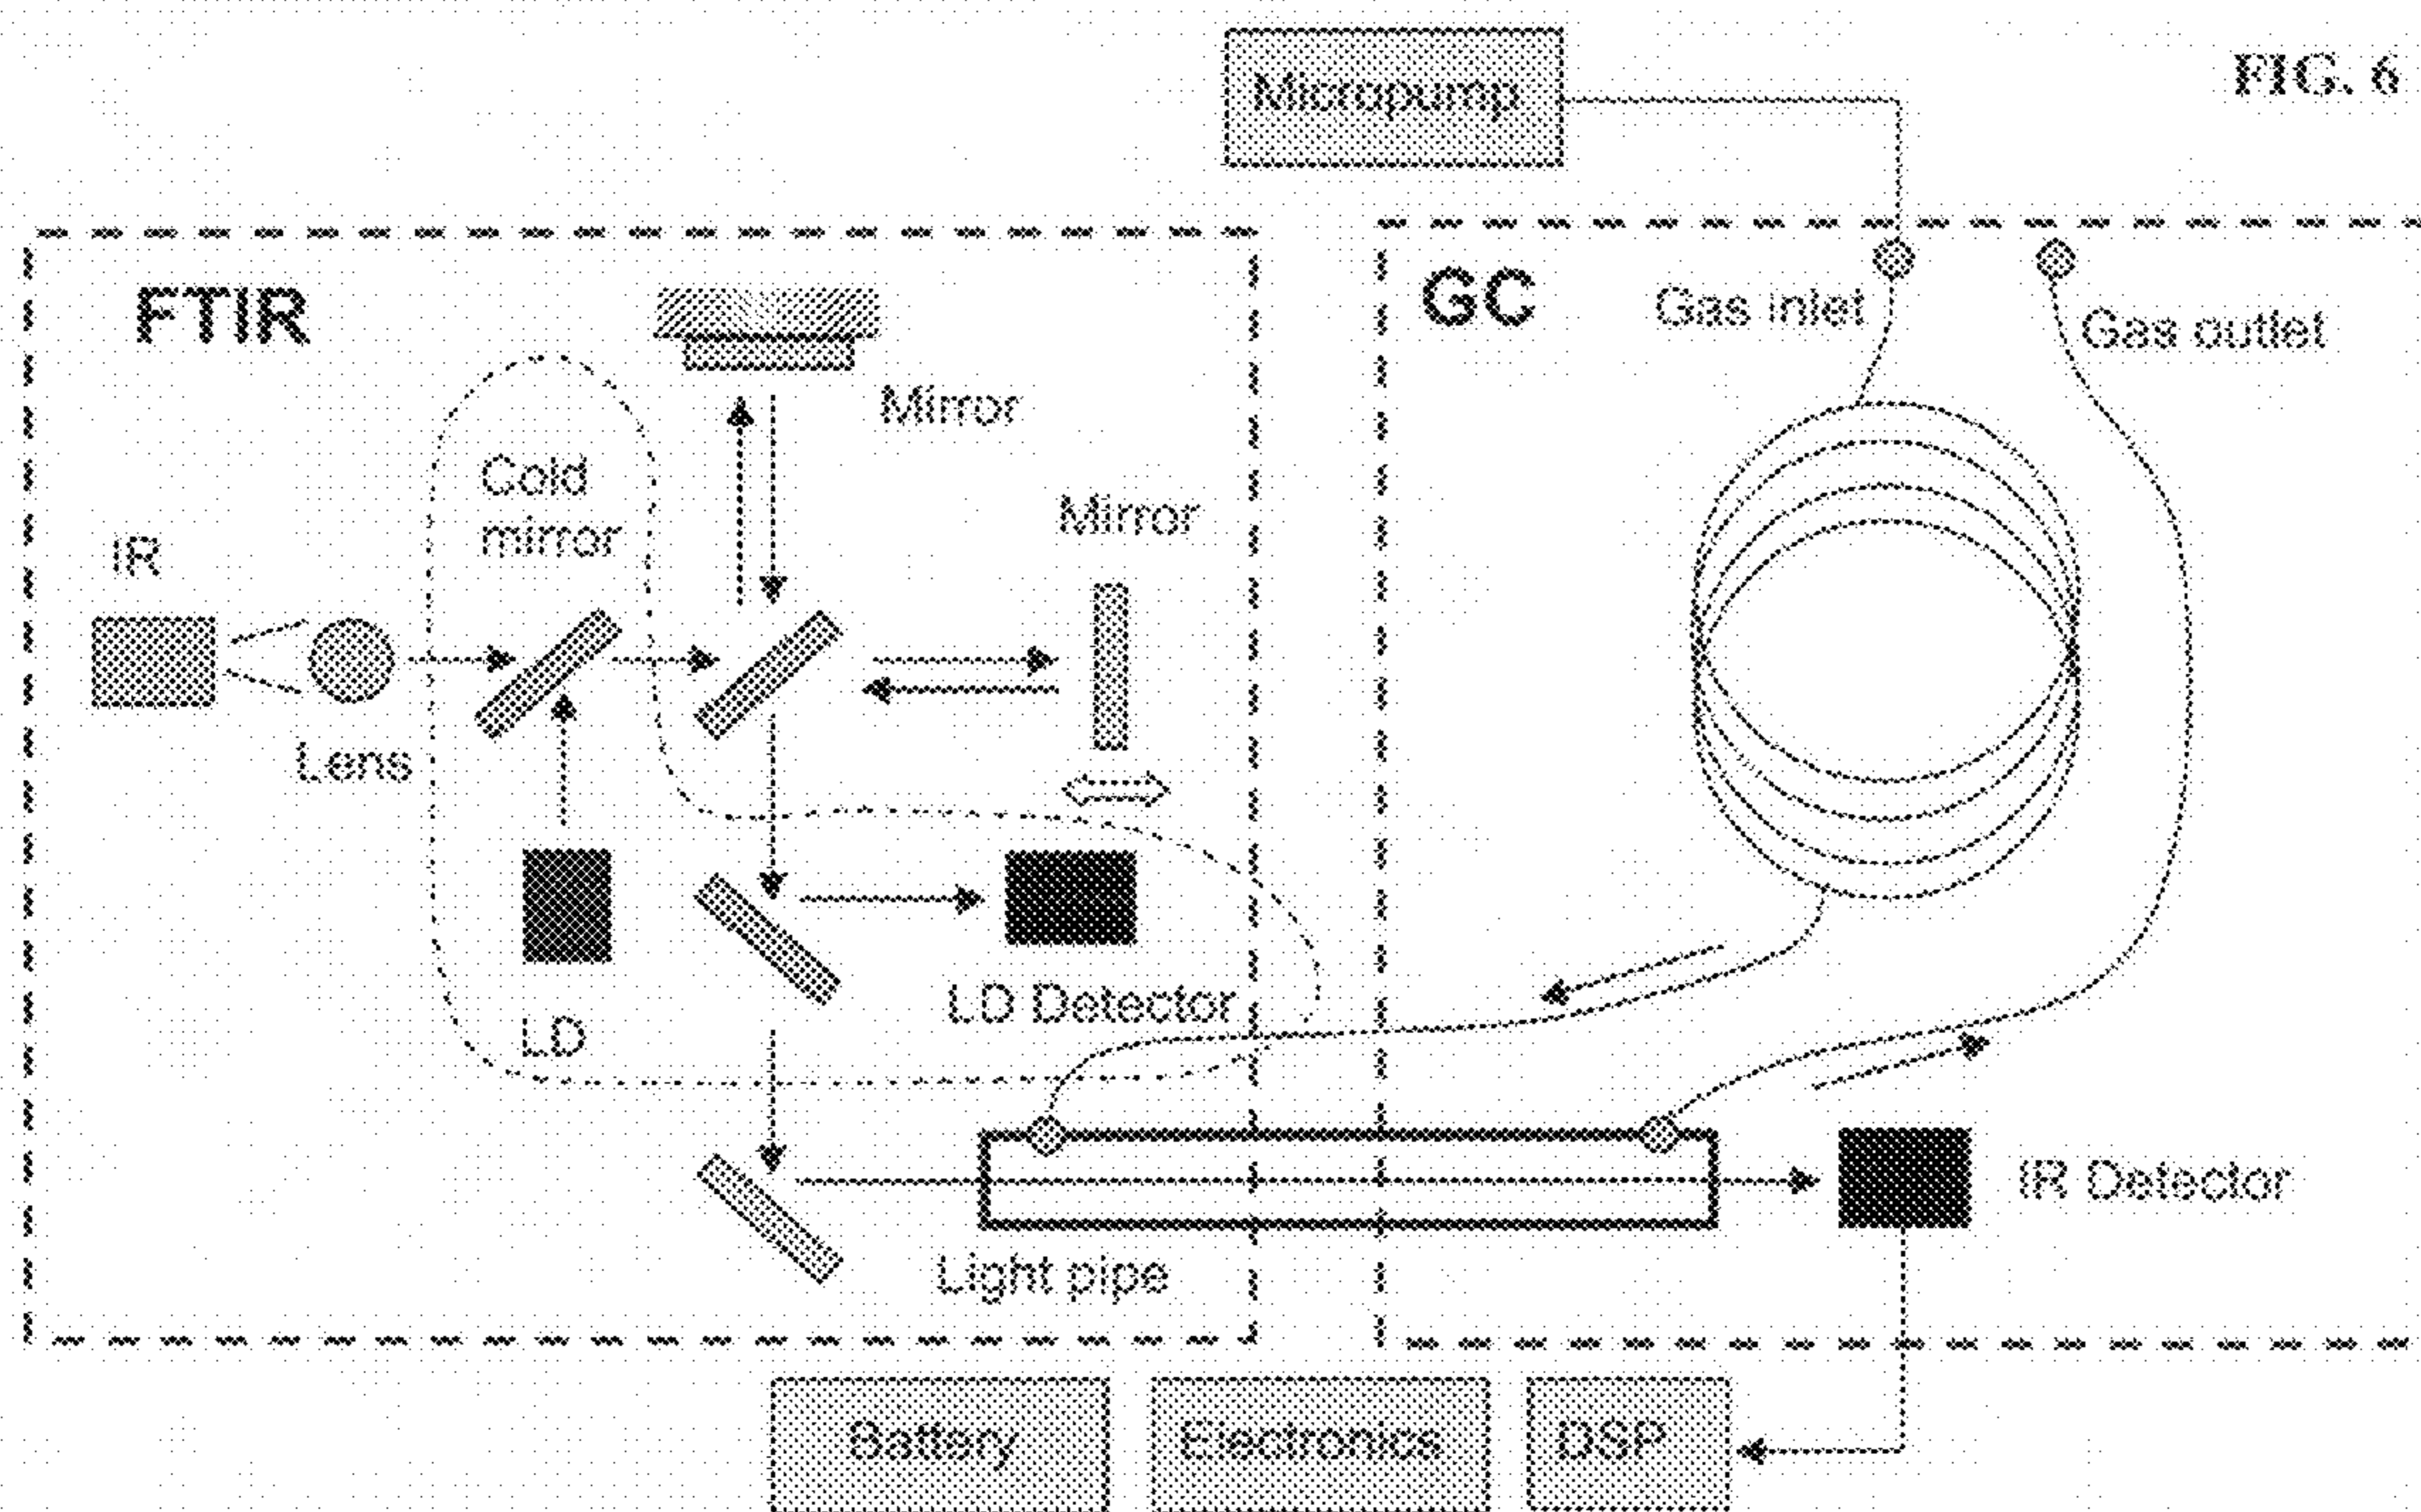 Micropump
FIG. 6
FTIR
GC
Gas inlet
Gas outlet
Mirror
Cold
mirror
Mirror
IR
Lens
LD Detector
LD
IR Detector
Light pipe
Battery
Electronics
DSP